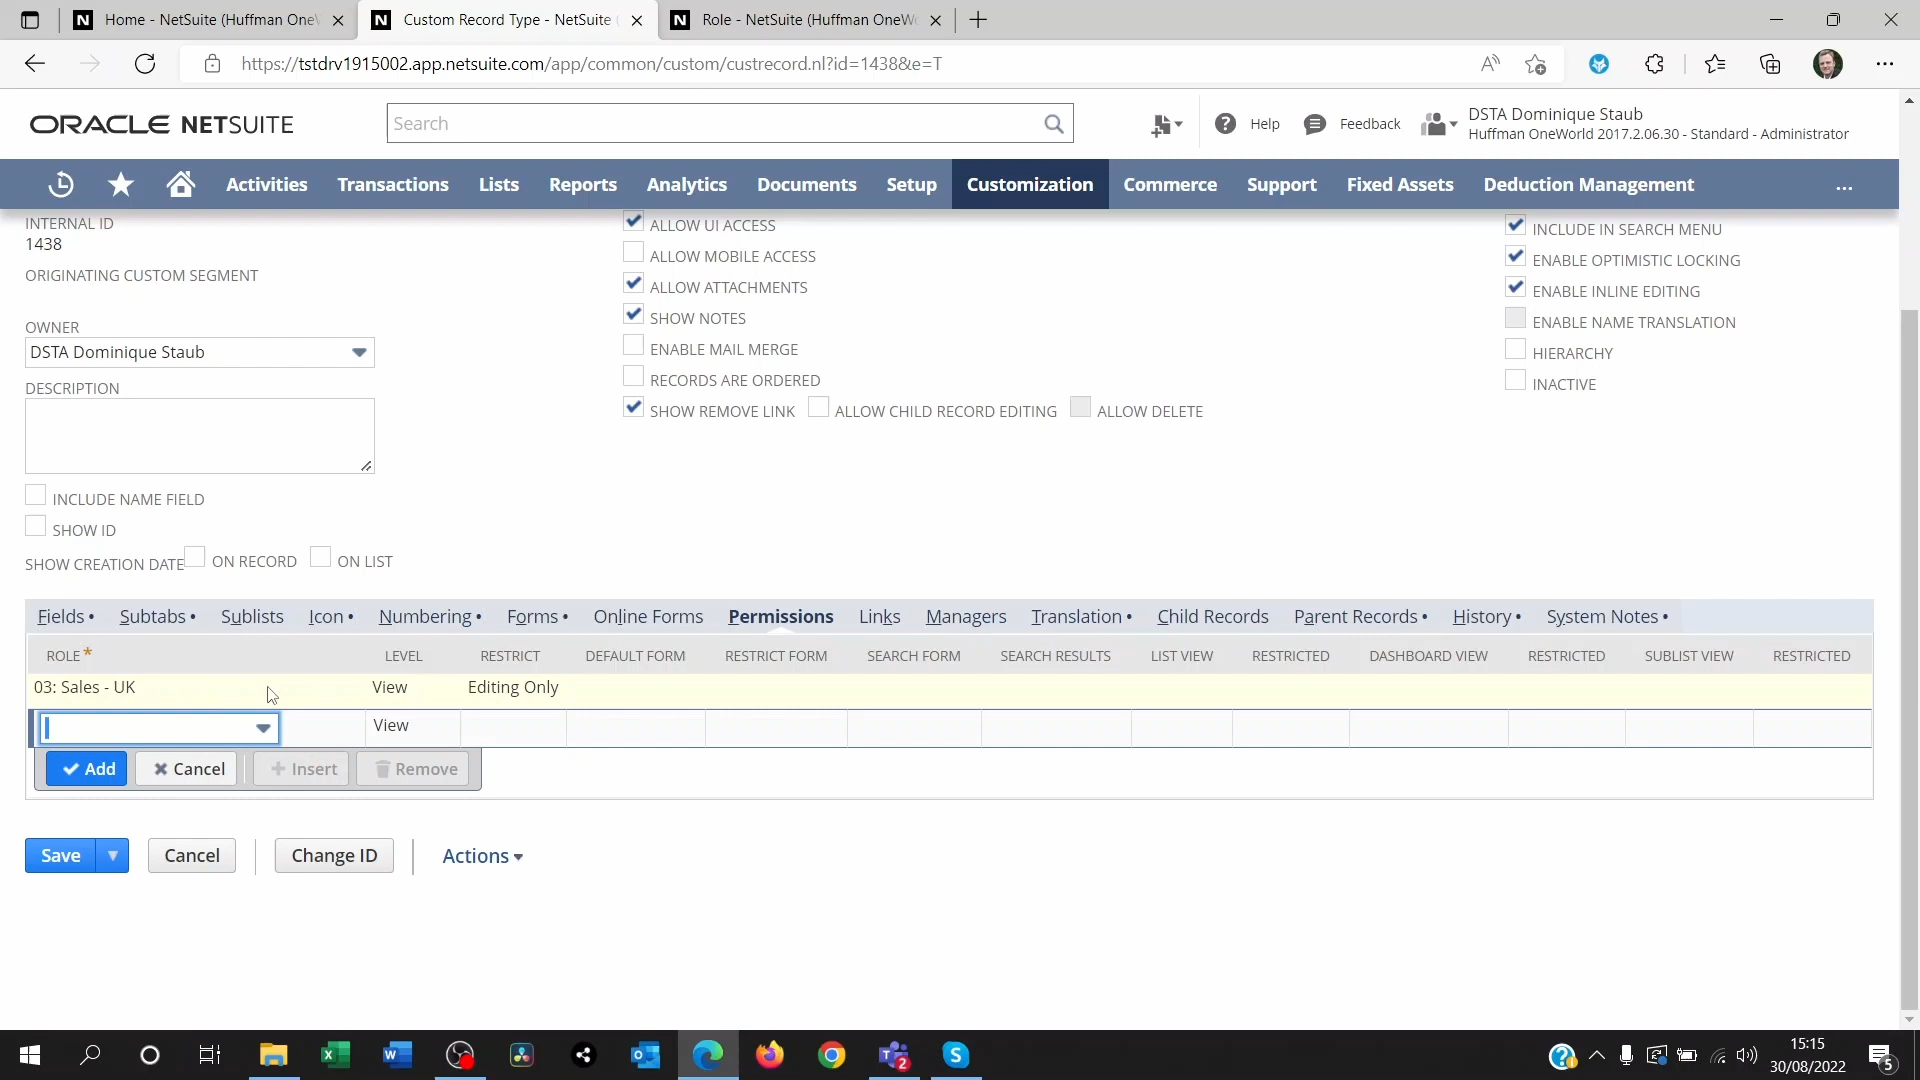 Home - NetSuite (Huffman OneW
Custom Record Type - NetSuite (
Role - NetSuite (Huffman OneWo
https://tstdrv1915002.app.netsuite.com/app/common/custom/custrecord.nl?id=1438&e=T
ORACLE NETSUITE
Search
Help
Feedback
DSTA Dominique Staub
Huffman OneWorld 2017.2.06.30 - Standard - Administrator
Activities Transactions Lists Reports Analytics Documents Setup Customization Commerce Support Fixed Assets Deduction Management ...
INTERNAL ID
1438
ORIGINATING CUSTOM SEGMENT
OWNER
DSTA Dominique Staub
DESCRIPTION
INCLUDE NAME FIELD
SHOW ID
SHOW CREATION DATE ON RECORD ON LIST
ALLOW UI ACCESS
ALLOW MOBILE ACCESS
ALLOW ATTACHMENTS
SHOW NOTES
ENABLE MAIL MERGE
RECORDS ARE ORDERED
SHOW REMOVE LINK ALLOW CHILD RECORD EDITING ALLOW DELETE
INCLUDE IN SEARCH MENU
ENABLE OPTIMISTIC LOCKING
ENABLE INLINE EDITING
ENABLE NAME TRANSLATION
HIERARCHY
INACTIVE
Fields • Subtabs • Sublists Icon • Numbering • Forms • Online Forms Permissions Links Managers Translation • Child Records Parent Records • History • System Notes •
ROLE * LEVEL RESTRICT DEFAULT FORM RESTRICT FORM SEARCH FORM SEARCH RESULTS LIST VIEW RESTRICTED DASHBOARD VIEW RESTRICTED SUBLIST VIEW RESTRICTED
03: Sales - UK View Editing Only
View
Add Cancel Insert Remove
Save Cancel Change ID Actions
15:15
30/08/2022
2
5